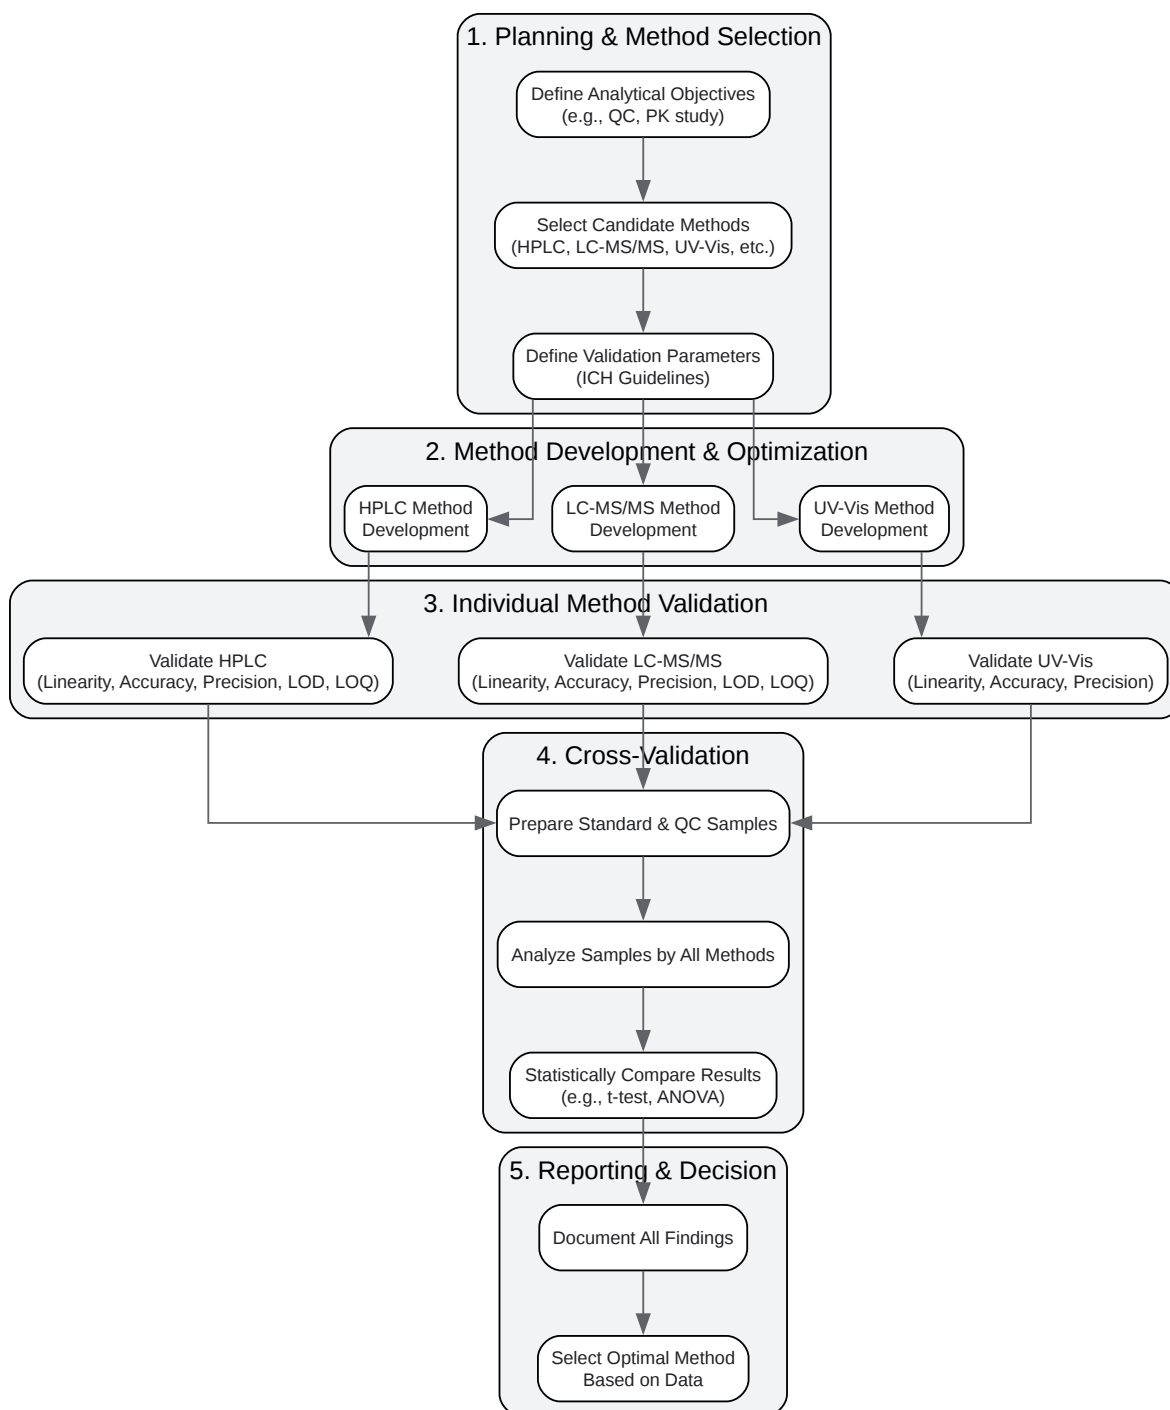 1. Planning & Method Selection
Define Analytical Objectives
(e.g., QC, PK study)
Select Candidate Methods
(HPLC, LC-MS/MS, UV-Vis, etc.)
Define Validation Parameters
(ICH Guidelines)
2. Method Development & Optimization
HPLC Method
Development
LC-MS/MS Method
Development
UV-Vis Method
Development
3. Individual Method Validation
Validate HPLC
(Linearity, Accuracy, Precision, LOD, LOQ)
Validate LC-MS/MS
(Linearity, Accuracy, Precision, LOD, LOQ)
Validate UV-Vis
(Linearity, Accuracy, Precision)
4. Cross-Validation
Prepare Standard & QC Samples
Analyze Samples by All Methods
Statistically Compare Results
(e.g., t-test, ANOVA)
5. Reporting & Decision
Document All Findings
Select Optimal Method
Based on Data